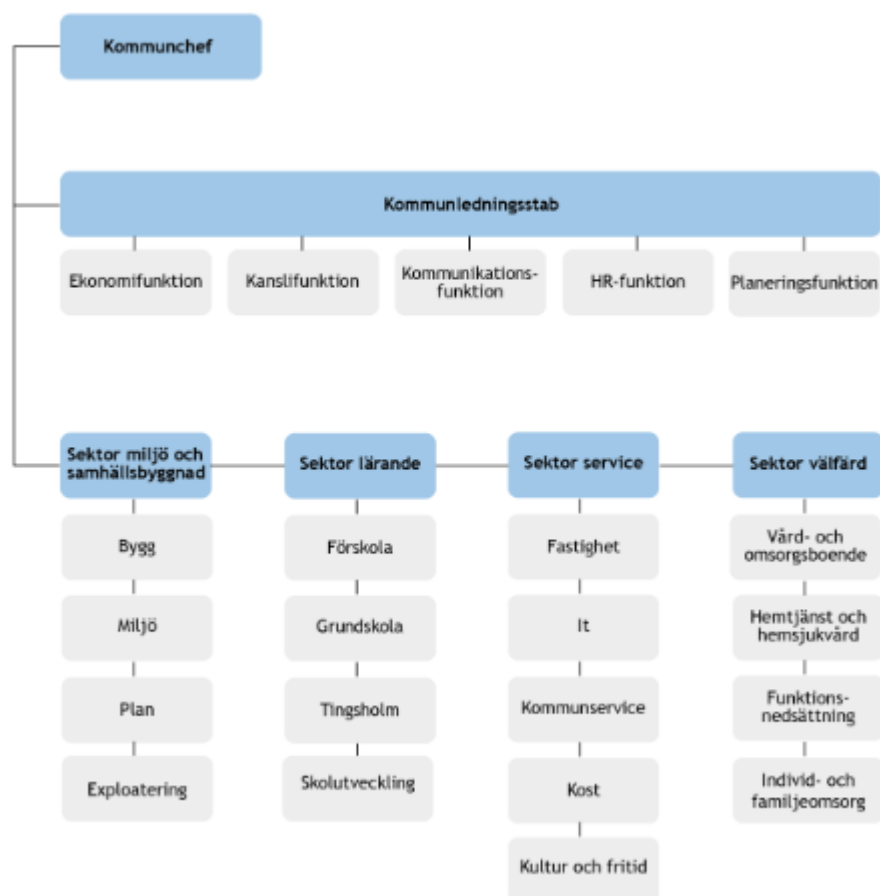 Kommunchef
Kommunledningsstab
Ekonomifunktion
Kanslifunktion
Kommunikations-
funktion
HR-funktion
Planeringsfunktion
Sektor miljö och
samhällsbyggnad
Sektor lärande
Sektor service
Sektor välfärd
Bygg
Miljö
Plan
Exploatering
Förskola
Grundskola
Tingsholm
Skolutveckling
Fastighet
It
Kommunservice
Kost
Kultur och fritid
Vård- och
omsorgsboende
Hemtjänst och
hemsjukvård
Funktions-
nedsättning
Individ- och
familjeomsorg